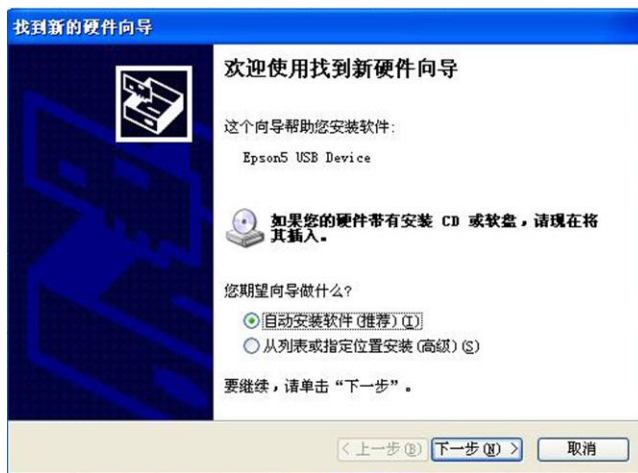 找到新的硬件向导
欢迎使用找到新硬件向导
这个向导帮助您安装软件:
Epson5 USB Device
如果您的硬件带有安装 CD 或软盘，请现在将
其插入。
您期望向导做什么?
自动安装软件(推荐)(I)
从列表或指定位置安装(高级)(S)
要继续，请单击“下一步”。
<上一步(B) 下一步(N)> 取消